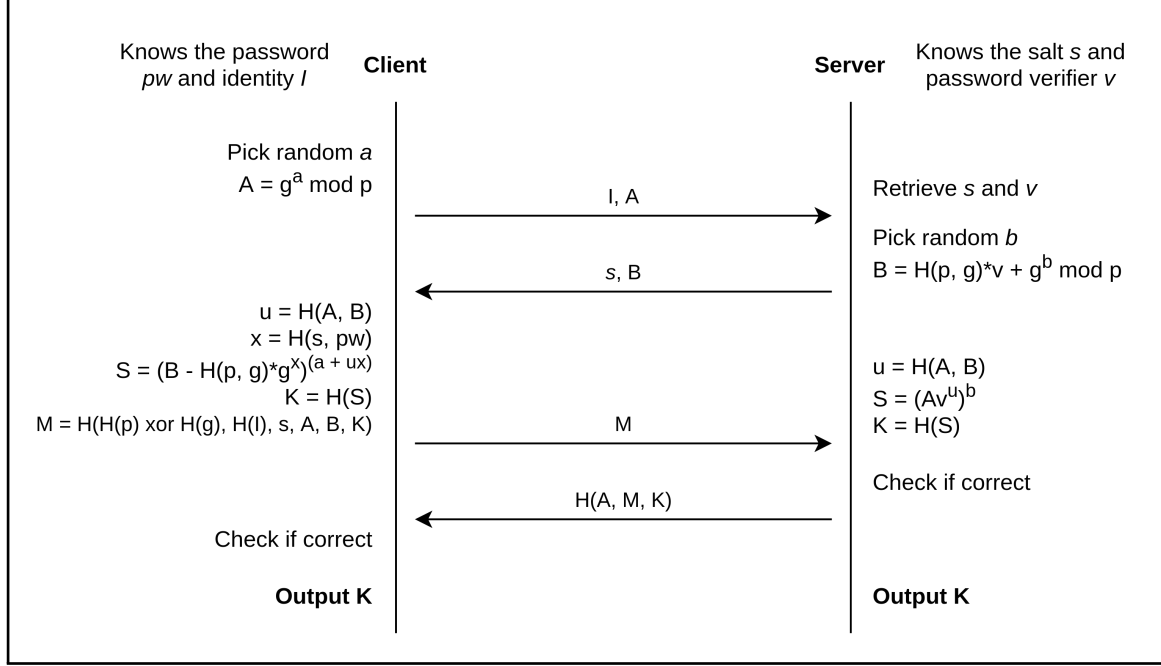 Knows the password
pw and identity I
Client
Server
Knows the salt s and
password verifier v
Pick random a
A = g^a mod p
I, A
Retrieve s and v
Pick random b
B = H(p, g)*v + g^b mod p
s, B
u = H(A, B)
x = H(s, pw)
S = (B - H(p, g)*g^x)^(a + ux)
K = H(S)
M = H(H(p) xor H(g), H(I), s, A, B, K)
u = H(A, B)
S = (Av^u)^b
K = H(S)
M
Check if correct
H(A, M, K)
Check if correct
Output K
Output K